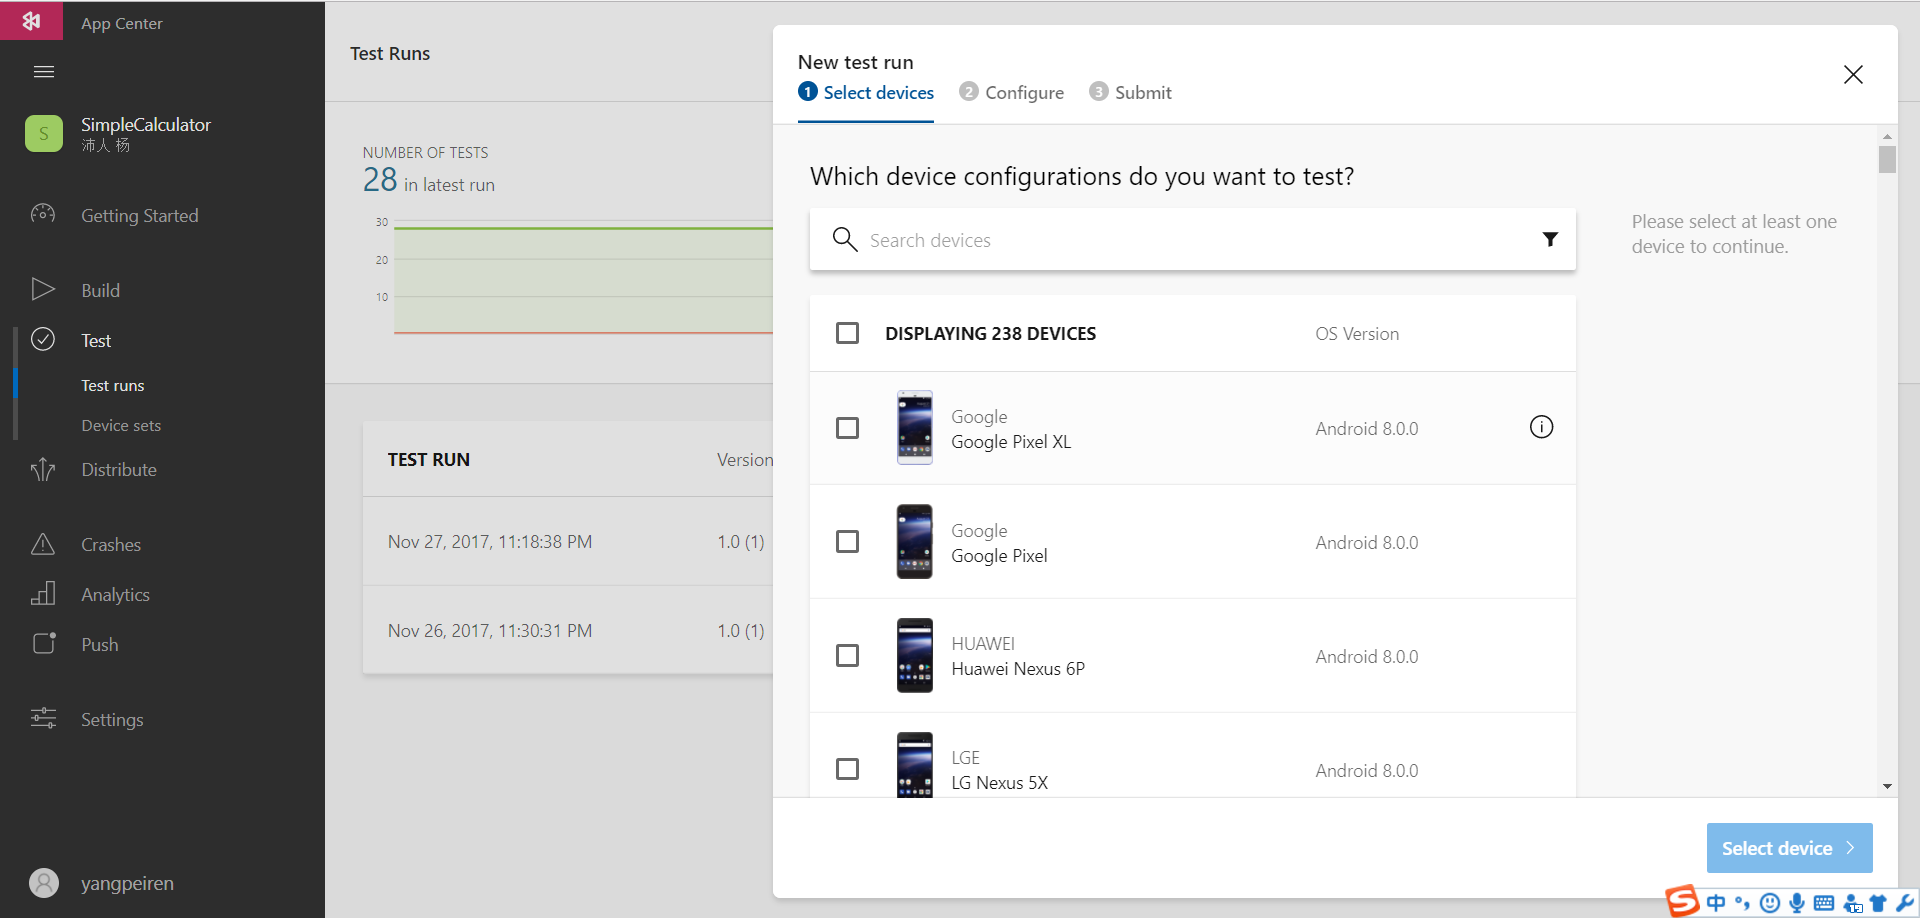 App Center
SimpleCalculator
沛人 杨
Getting Started
Build
Test
Test runs
Device sets
Distribute
Crashes
Analytics
Push
Settings
yangpeiren
Test Runs
NUMBER OF TESTS
28 in latest run
30
20
10
TEST RUN Version
Nov 27, 2017, 11:18:38 PM 1.0 (1)
Nov 26, 2017, 11:30:31 PM 1.0 (1)
New test run
1 Select devices 2 Configure 3 Submit
Which device configurations do you want to test?
Search devices
Please select at least one
device to continue.
DISPLAYING 238 DEVICES OS Version
Google
Google Pixel XL
Android 8.0.0
Google
Google Pixel
Android 8.0.0
HUAWEI
Huawei Nexus 6P
Android 8.0.0
LGE
LG Nexus 5X
Android 8.0.0
Select device
S 中